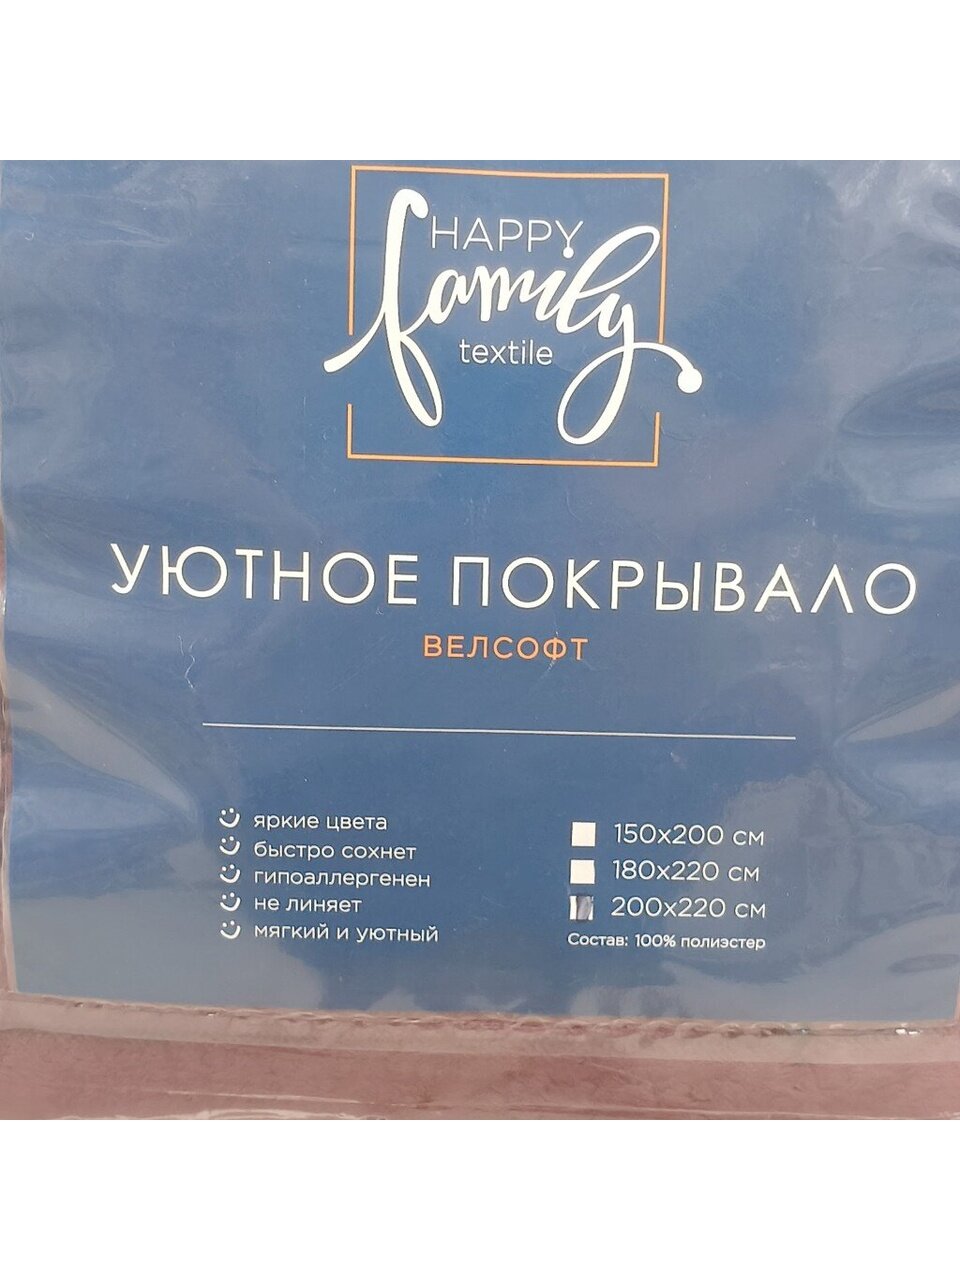 HAPPY
family
textile
УЮТНОЕ ПОКРЫВАЛО
ВЕЛСОФТ
яркие цвета
быстро сохнет
гипоаллергенен
не линяет
мягкий и уютный
150х200 см
180х220 см
200х220 см
Состав: 100% полиэстер